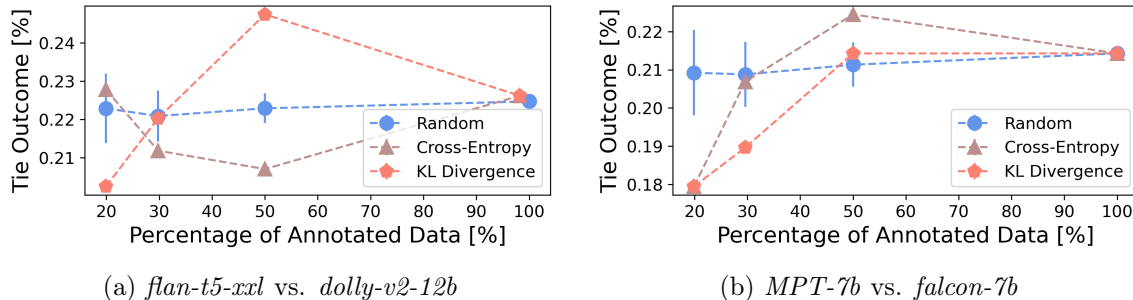 Tie Outcome [%]
0.24
0.23
0.22
0.21
20 30 40 50 60 70 80 90 100
Percentage of Annotated Data [%]
Random
Cross-Entropy
KL Divergence
(a) flan-t5-xxl vs. dolly-v2-12b
Tie Outcome [%]
0.22
0.21
0.20
0.19
0.18
20 30 40 50 60 70 80 90 100
Percentage of Annotated Data [%]
Random
Cross-Entropy
KL Divergence
(b) MPT-7b vs. falcon-7b